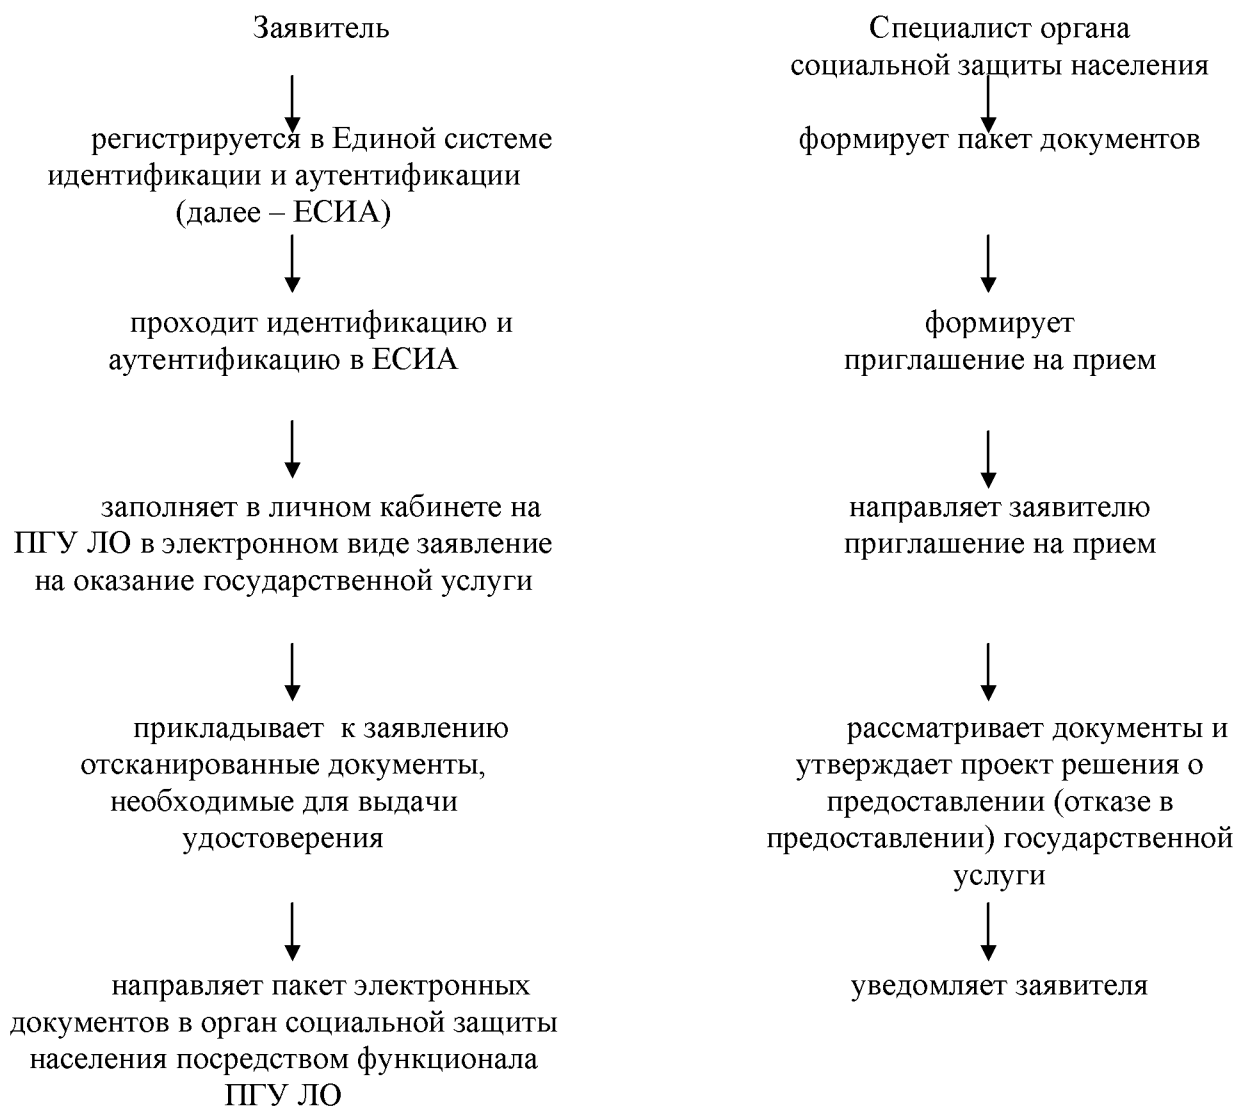 Заявитель
регистрируется в Единой системе
идентификации и аутентификации
(далее – ЕСИА)
проходит идентификацию и
аутентификацию в ЕСИА
заполняет в личном кабинете на
ПГУ ЛО в электронном виде заявление
на оказание государственной услуги
прикладывает к заявлению
отсканированные документы,
необходимые для выдачи
удостоверения
направляет пакет электронных
документов в орган социальной защиты
населения посредством функционала
ПГУ ЛО
Специалист органа
социальной защиты населения
формирует пакет документов
формирует
приглашение на прием
направляет заявителю
приглашение на прием
рассматривает документы и
утверждает проект решения о
предоставлении (отказе в
предоставлении) государственной
услуги
уведомляет заявителя